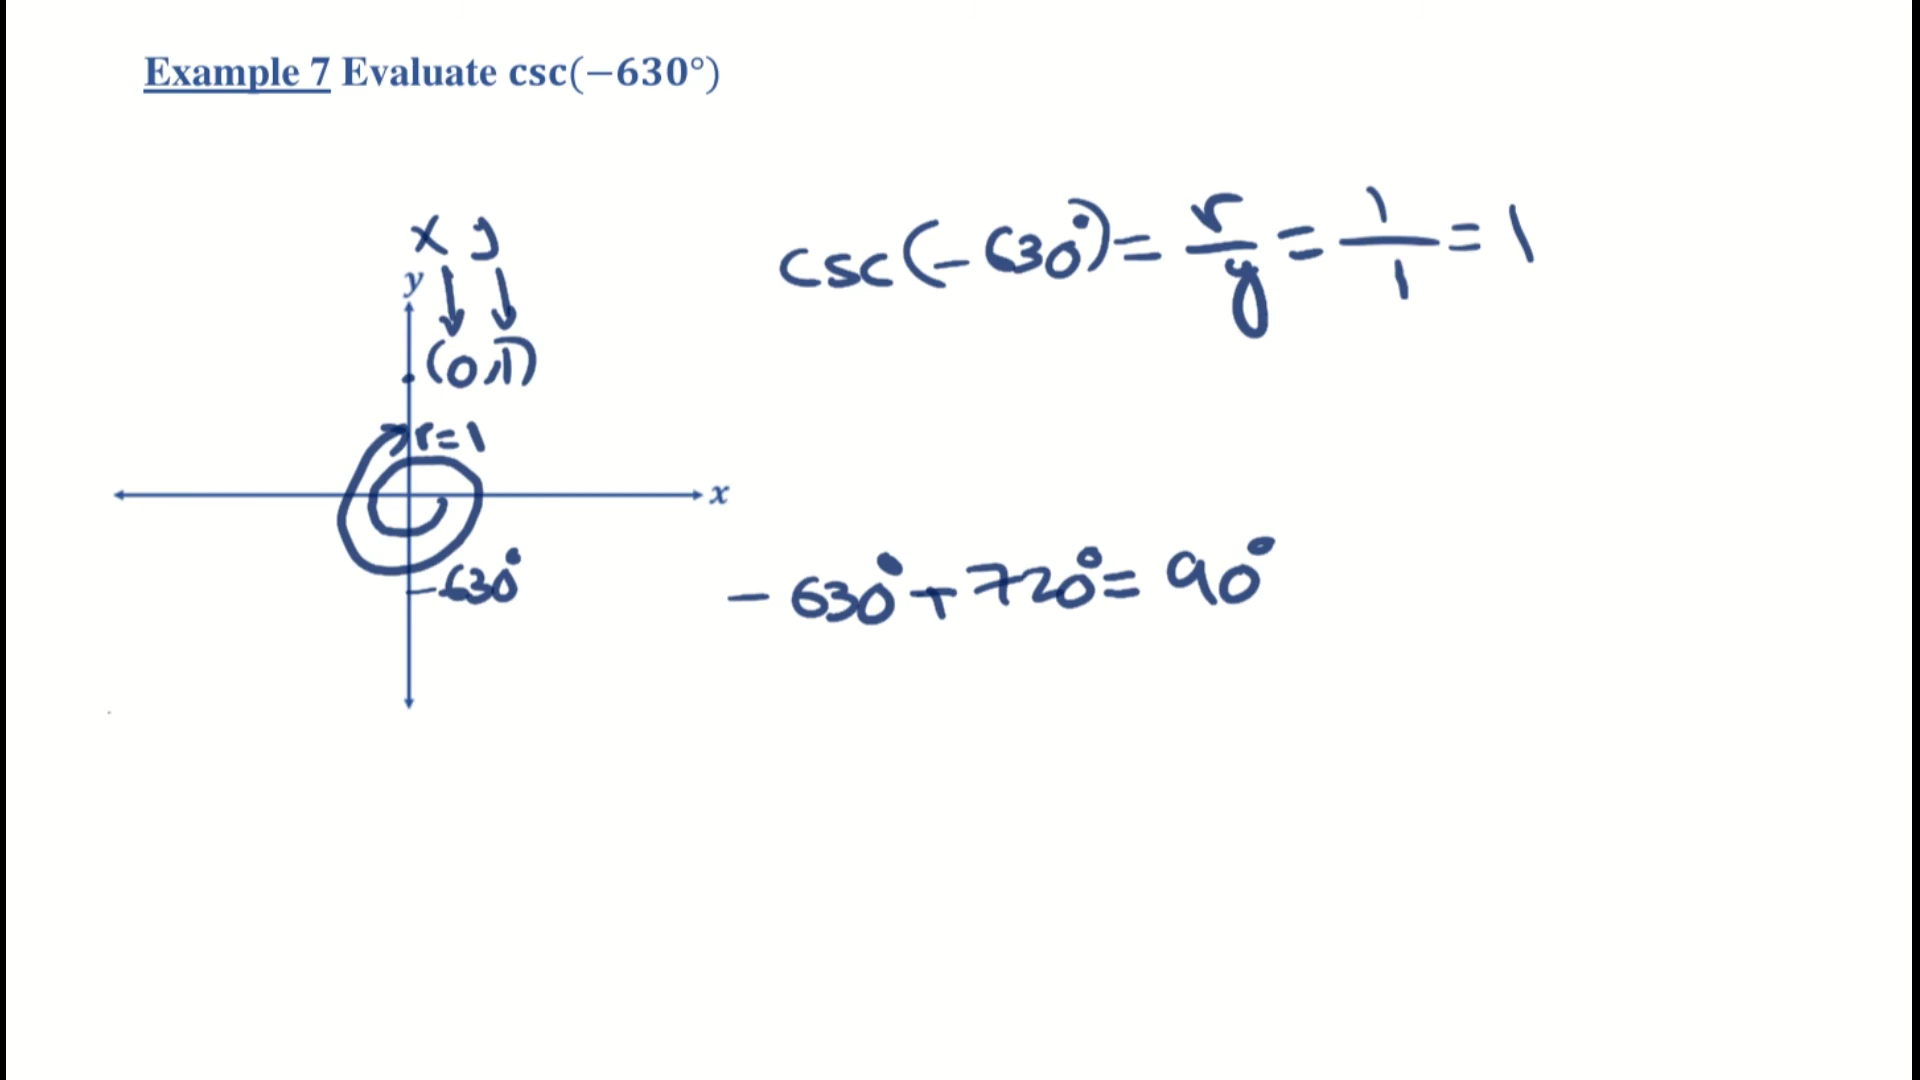 Example 7 Evaluate csc(−630°)
x y
y
(0,1)
r=1
x
-630°
csc(-630°) = r/y = 1/1 = 1
-630° + 720° = 90°